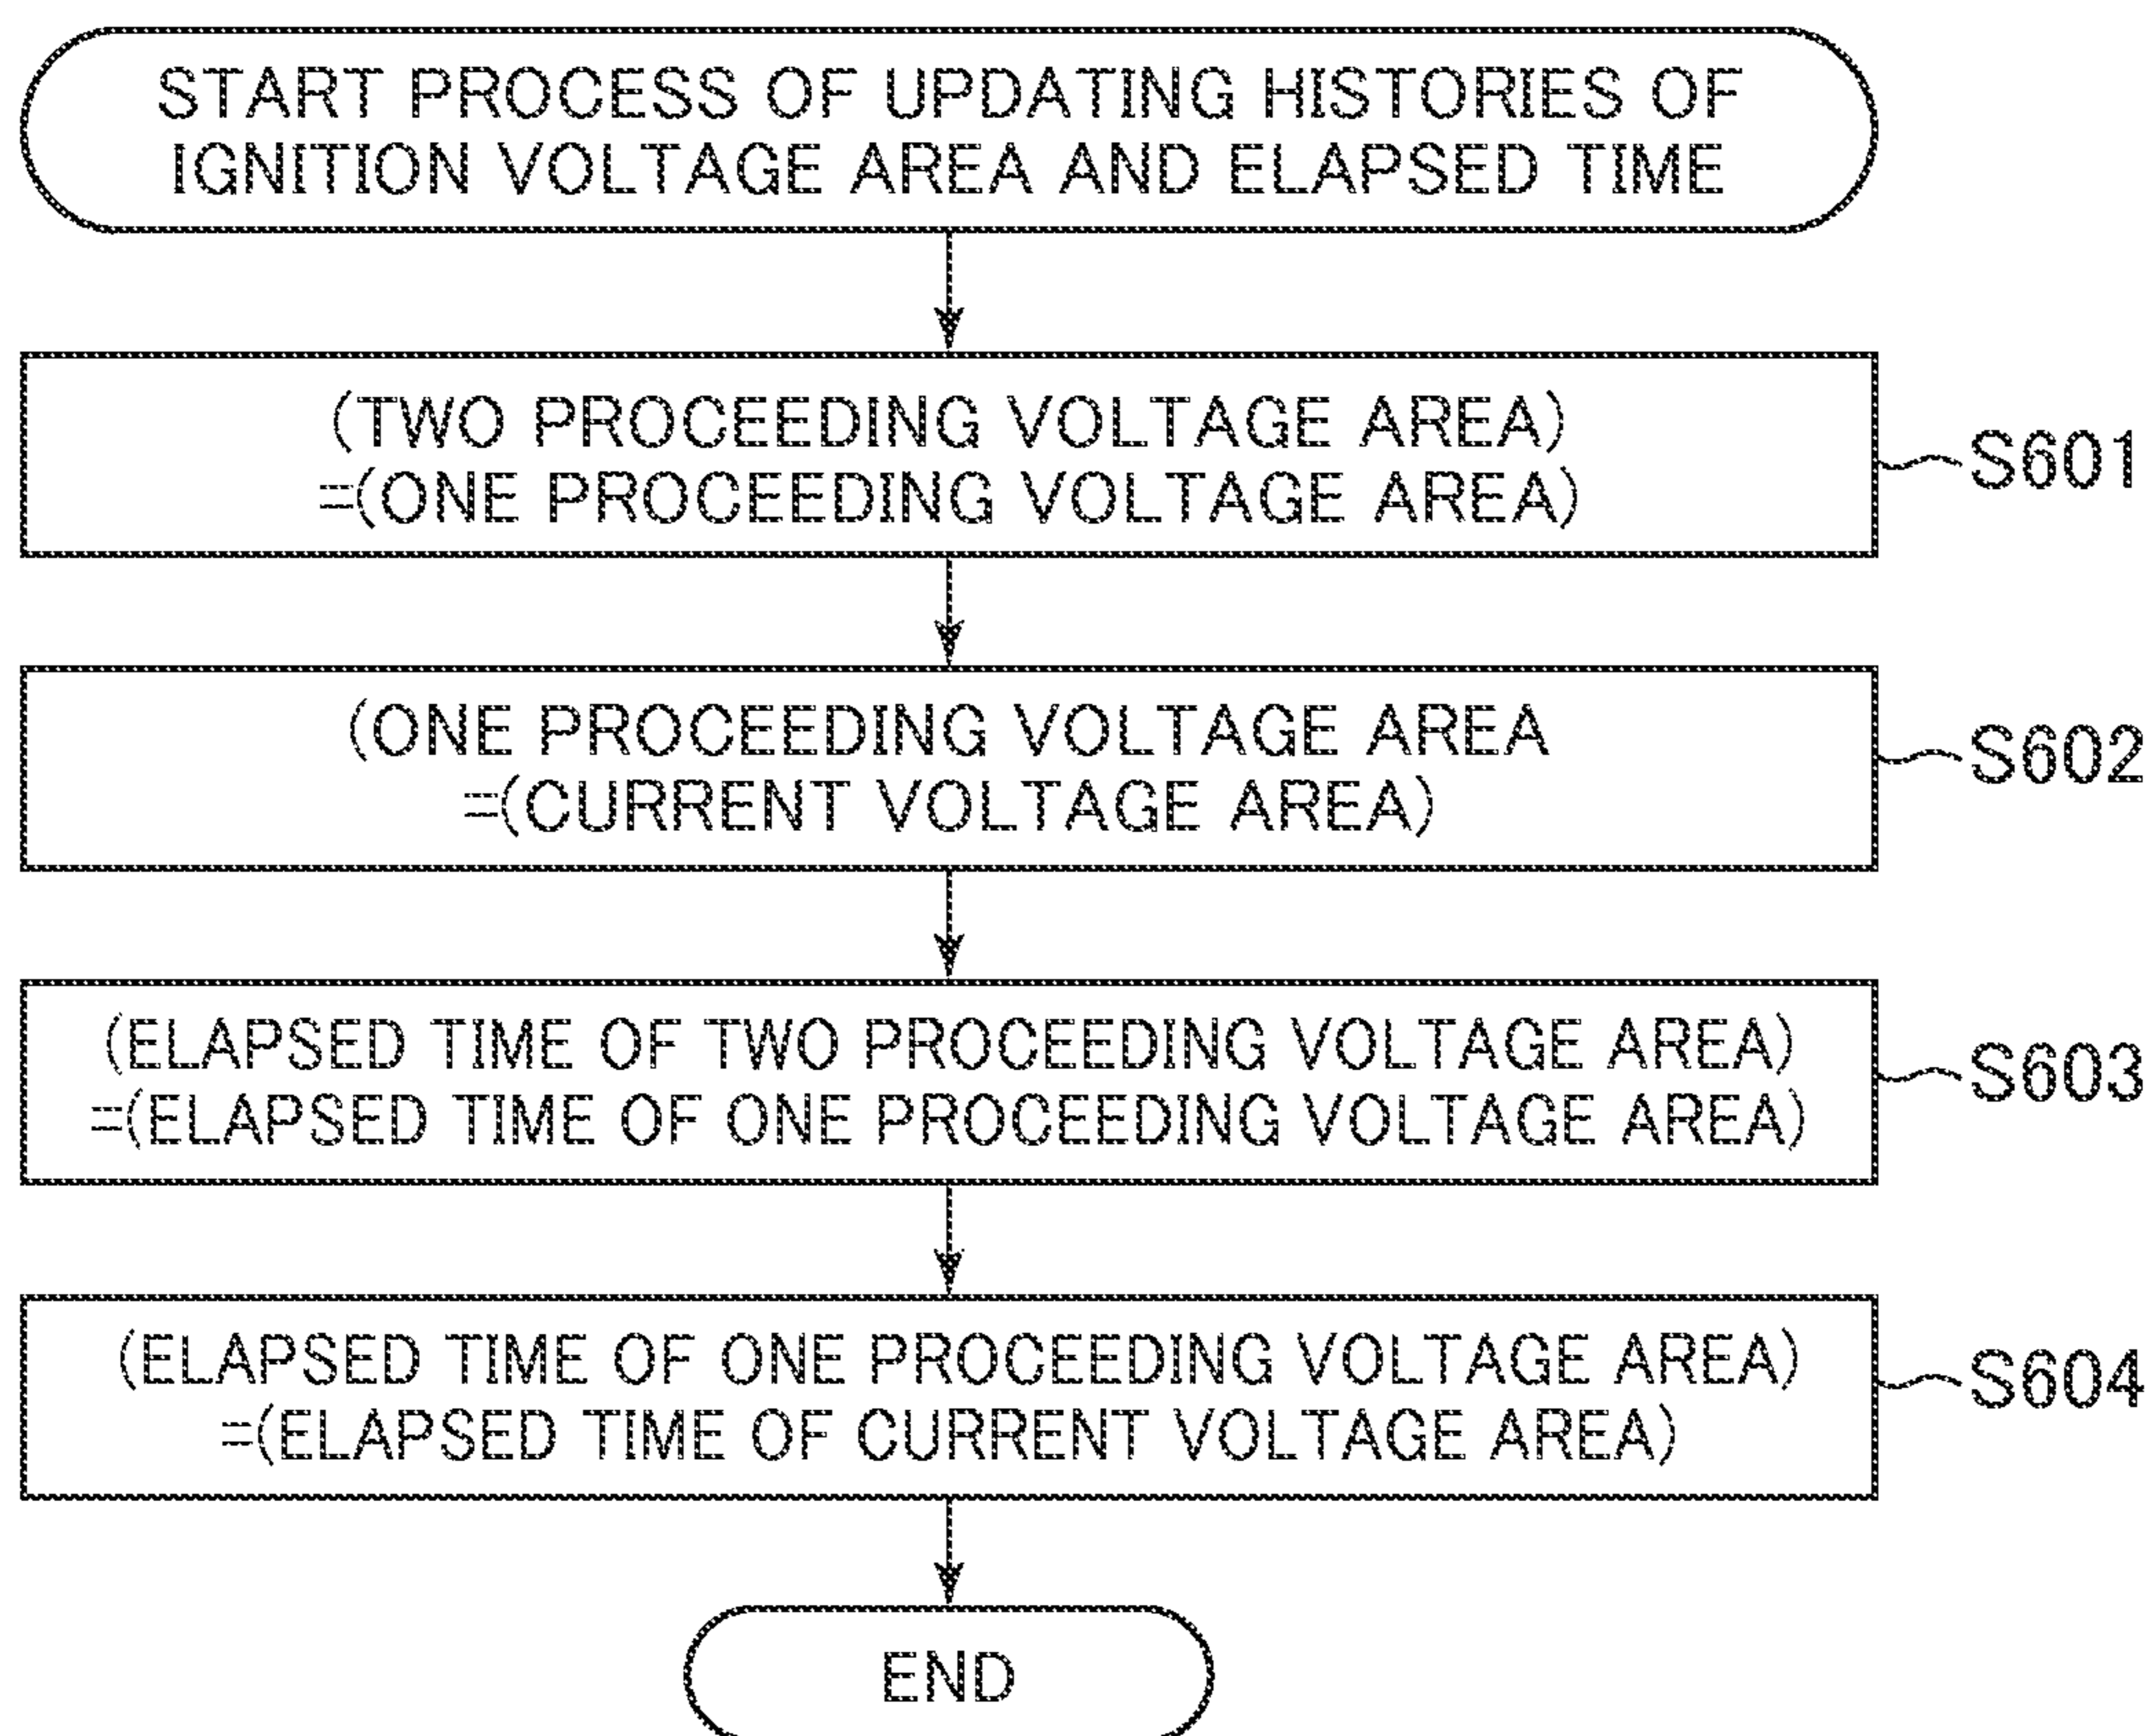 START PROCESS OF UPDATING HISTORIES OF
IGNITION VOLTAGE AREA AND ELAPSED TIME
(TWO PROCEEDING VOLTAGE AREA)
=(ONE PROCEEDING VOLTAGE AREA)
S601
(ONE PROCEEDING VOLTAGE AREA
=(CURRENT VOLTAGE AREA)
S602
(ELAPSED TIME OF TWO PROCEEDING VOLTAGE AREA)
=(ELAPSED TIME OF ONE PROCEEDING VOLTAGE AREA)
S603
(ELAPSED TIME OF ONE PROCEEDING VOLTAGE AREA)
=(ELAPSED TIME OF CURRENT VOLTAGE AREA)
S604
END